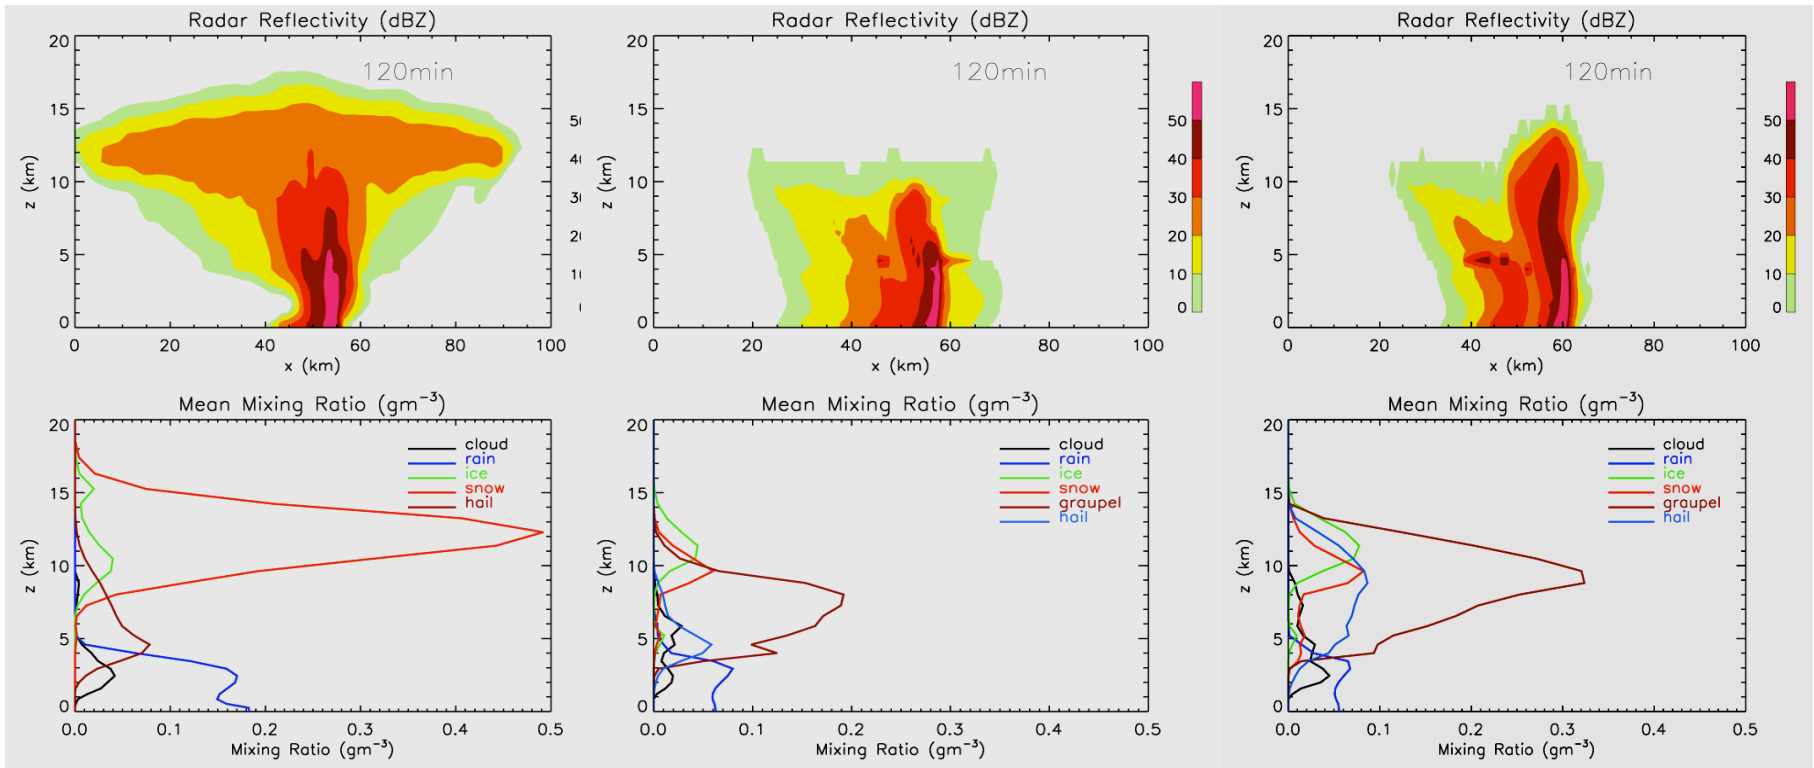 Radar Reflectivity (dBZ)
120min
20
15
10
5
0
z (km)
50
40
30
20
10
0
0 20 40 60 80 100
x (km)
Radar Reflectivity (dBZ)
120min
20
15
10
5
0
z (km)
50
40
30
20
10
0
0 20 40 60 80 100
x (km)
Radar Reflectivity (dBZ)
120min
20
15
10
5
0
z (km)
50
40
30
20
10
0
0 20 40 60 80 100
x (km)
Mean Mixing Ratio (gm⁻³)
cloud
rain
ice
snow
hail
20
15
10
5
0
z (km)
0.0 0.1 0.2 0.3 0.4 0.5
Mixing Ratio (gm⁻³)
Mean Mixing Ratio (gm⁻³)
cloud
rain
ice
snow
graupel
hail
20
15
10
5
0
z (km)
0.0 0.1 0.2 0.3 0.4 0.5
Mixing Ratio (gm⁻³)
Mean Mixing Ratio (gm⁻³)
cloud
rain
ice
snow
graupel
hail
20
15
10
5
0
z (km)
0.0 0.1 0.2 0.3 0.4 0.5
Mixing Ratio (gm⁻³)